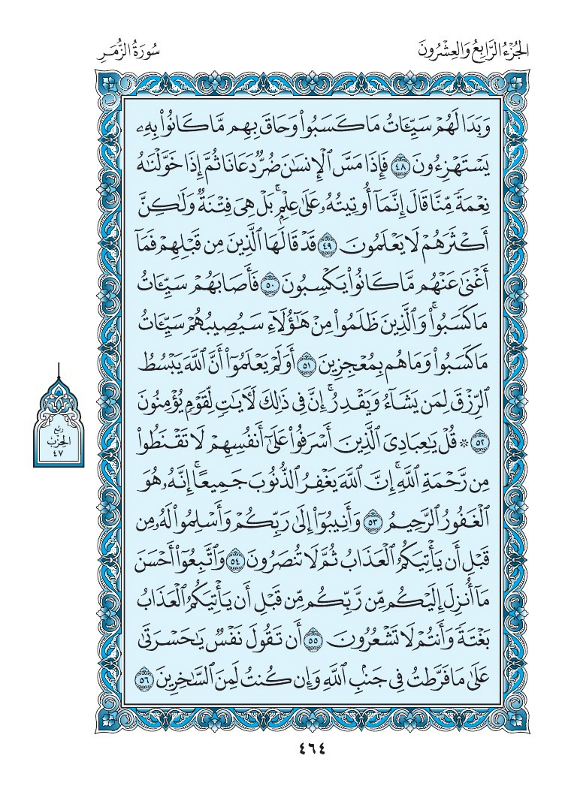 الجُزْءُ الرَّابِعُ وَالعِشْرُونَ
سُورَةُ الزُّمَرِ
وَبَدَا لَهُمْ سَيِّـَٔاتُ مَا كَسَبُوا۟ وَحَاقَ بِهِم مَّا كَانُوا۟ بِهِۦ
يَسْتَهْزِءُونَ ٤٨ فَإِذَا مَسَّ ٱلْإِنسَٰنَ ضُرٌّ دَعَانَا ثُمَّ إِذَا خَوَّلْنَٰهُ
نِعْمَةً مِّنَّا قَالَ إِنَّمَآ أُوتِيتُهُۥ عَلَىٰ عِلْمٍۭ ۚ بَلْ هِىَ فِتْنَةٌ وَلَٰكِنَّ
أَكْثَرَهُمْ لَا يَعْلَمُونَ ٤٩ قَدْ قَالَهَا ٱلَّذِينَ مِن قَبْلِهِمْ فَمَآ
أَغْنَىٰ عَنْهُم مَّا كَانُوا۟ يَكْسِبُونَ ٥٠ فَأَصَابَهُمْ سَيِّـَٔاتُ
مَا كَسَبُوا۟ ۚ وَٱلَّذِينَ ظَلَمُوا۟ مِنْ هَٰٓؤُلَآءِ سَيُصِيبُهُمْ سَيِّـَٔاتُ
مَا كَسَبُوا۟ وَمَا هُم بِمُعْجِزِينَ ٥١ أَوَلَمْ يَعْلَمُوٓا۟ أَنَّ ٱللَّهَ يَبْسُطُ
ٱلرِّزْقَ لِمَن يَشَآءُ وَيَقْدِرُ ۚ إِنَّ فِى ذَٰلِكَ لَءَايَٰتٍ لِّقَوْمٍ يُؤْمِنُونَ
٥٢ * قُلْ يَٰعِبَادِىَ ٱلَّذِينَ أَسْرَفُوا۟ عَلَىٰٓ أَنفُسِهِمْ لَا تَقْنَطُوا۟
مِن رَّحْمَةِ ٱللَّهِ ۚ إِنَّ ٱللَّهَ يَغْفِرُ ٱلذُّنُوبَ جَمِيعًا ۚ إِنَّهُۥ هُوَ
ٱلْغَفُورُ ٱلرَّحِيمُ ٥٣ وَأَنِيبُوٓا۟ إِلَىٰ رَبِّكُمْ وَأَسْلِمُوا۟ لَهُۥ مِن
قَبْلِ أَن يَأْتِيَكُمُ ٱلْعَذَابُ ثُمَّ لَا تُنصَرُونَ ٥٤ وَٱتَّبِعُوٓا۟ أَحْسَنَ
مَآ أُنزِلَ إِلَيْكُم مِّن رَّبِّكُم مِّن قَبْلِ أَن يَأْتِيَكُمُ ٱلْعَذَابُ
بَغْتَةً وَأَنتُمْ لَا تَشْعُرُونَ ٥٥ أَن تَقُولَ نَفْسٌ يَٰحَسْرَتَىٰ
عَلَىٰ مَا فَرَّطتُ فِى جَنۢبِ ٱللَّهِ وَإِن كُنتُ لَمِنَ ٱلسَّٰخِرِينَ ٥٦
ربع
الحزب
٤٧
٤٦٤